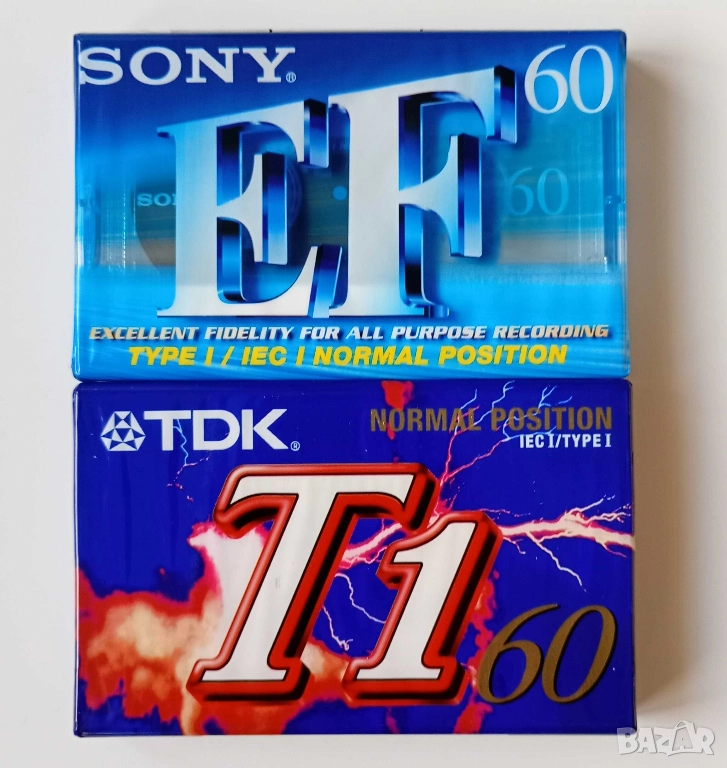 SONY® EF 60
SONY 60
EXCELLENT FIDELITY FOR ALL PURPOSE RECORDING
TYPE I / IEC I NORMAL POSITION
TDK® NORMAL POSITION
IEC I/TYPE I
T1 60
BAZAR